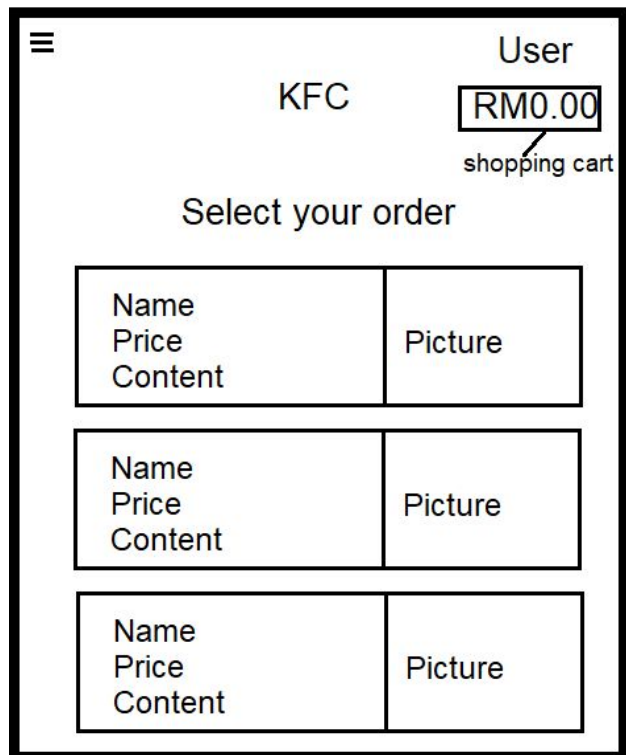 User
KFC
RM0.00
shopping cart
Select your order
Name
Price
Content
Picture
Name
Price
Content
Picture
Name
Price
Content
Picture